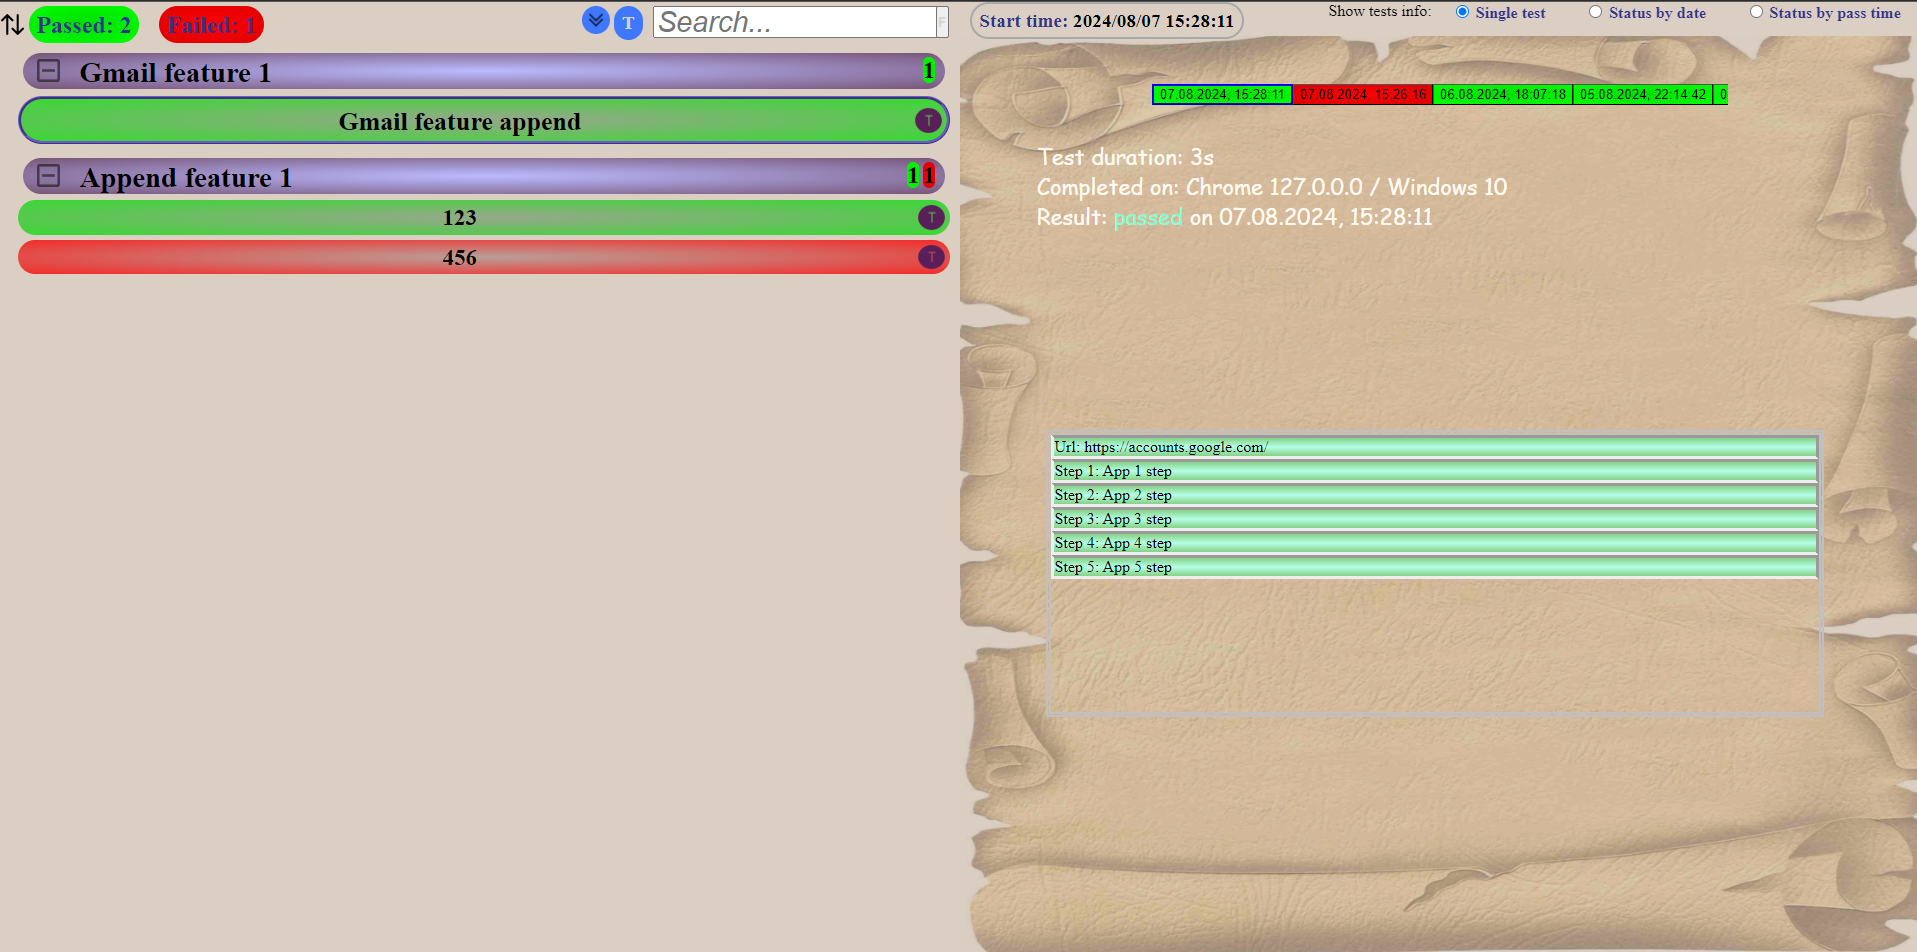 Passed: 2
Failed: 1
T
Search...
F
Gmail feature 1
1
Gmail feature append
T
Append feature 1
1 1
123
T
456
T
Start time: 2024/08/07 15:28:11
Show tests info:
Single test
Status by date
Status by pass time
07.08.2024, 15:28:11
07.08.2024, 15:26:16
06.08.2024, 18:07:18
05.08.2024, 22:14:42
0
Test duration: 3s
Completed on: Chrome 127.0.0.0 / Windows 10
Result: passed on 07.08.2024, 15:28:11
Url: https://accounts.google.com/
Step 1: App 1 step
Step 2: App 2 step
Step 3: App 3 step
Step 4: App 4 step
Step 5: App 5 step